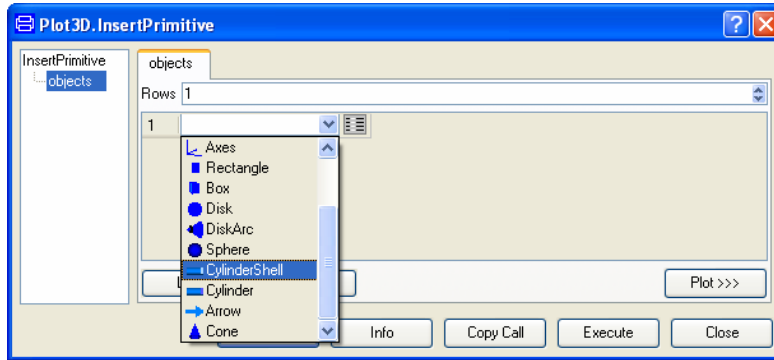 Plot3D.InsertPrimitive
InsertPrimitive
objects
objects
Rows 1
1
Axes
Rectangle
Box
Disk
DiskArc
Sphere
CylinderShell
Cylinder
Arrow
Cone
Plot >>>
Info
Copy Call
Execute
Close